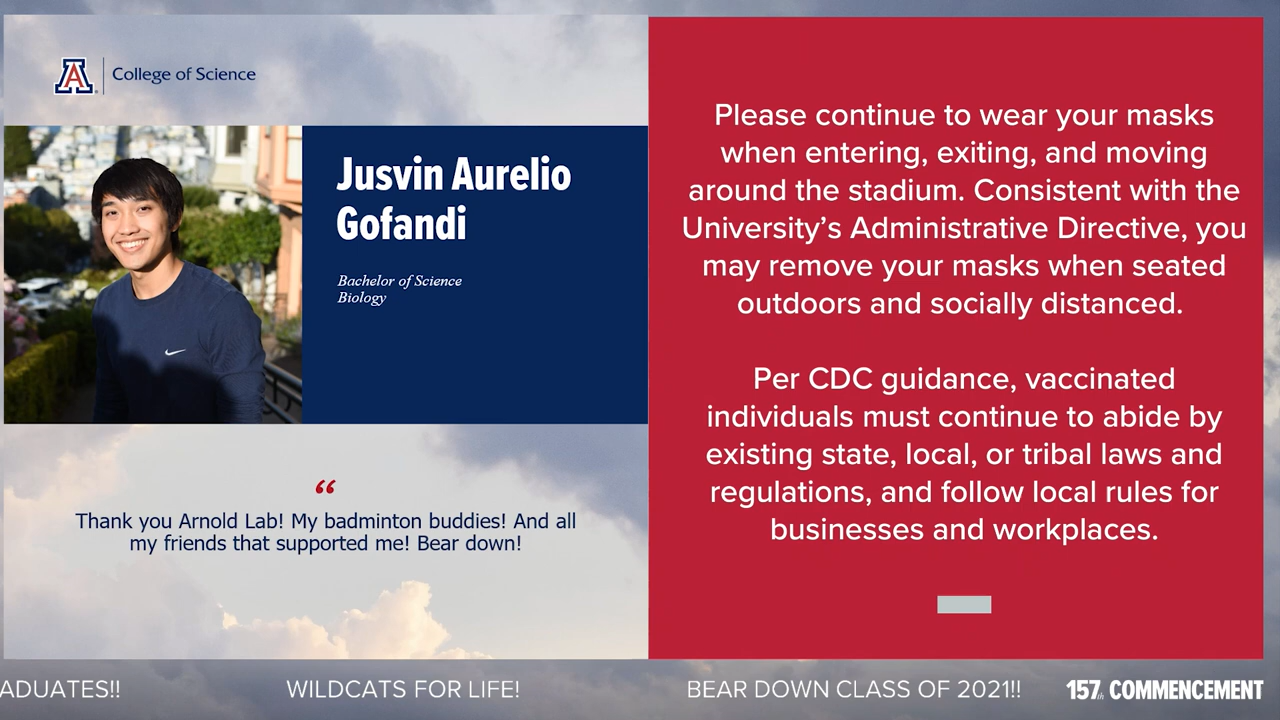 A College of Science
Jusvin Aurelio
Gofandi
Bachelor of Science
Biology
“
Thank you Arnold Lab! My badminton buddies! And all
my friends that supported me! Bear down!
Please continue to wear your masks
when entering, exiting, and moving
around the stadium. Consistent with the
University’s Administrative Directive, you
may remove your masks when seated
outdoors and socially distanced.
Per CDC guidance, vaccinated
individuals must continue to abide by
existing state, local, or tribal laws and
regulations, and follow local rules for
businesses and workplaces.
ADUATES!! WILDCATS FOR LIFE! BEAR DOWN CLASS OF 2021!! 157th COMMENCEMENT